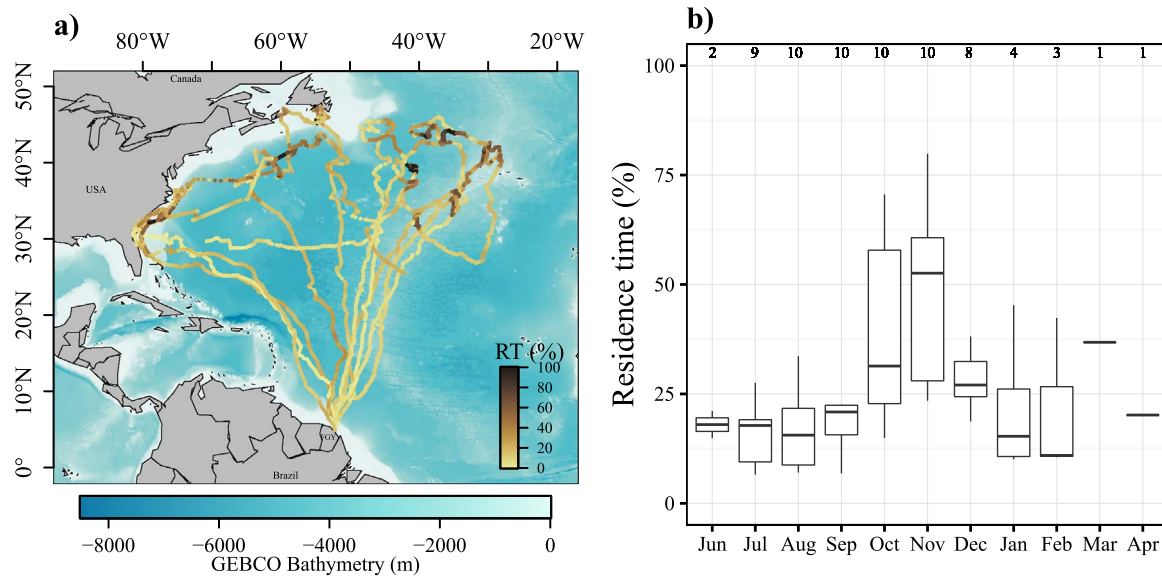 a)
80°W 60°W 40°W 20°W
50°N
40°N
30°N
20°N
10°N
0°
Canada
USA
Brazil
FGY
RT (%)
100
80
60
40
20
0
−8000 −6000 −4000 −2000 0
GEBCO Bathymetry (m)
b)
2 9 10 10 10 10 8 4 3 1 1
Residence time (%)
100
75
50
25
0
Jun Jul Aug Sep Oct Nov Dec Jan Feb Mar Apr